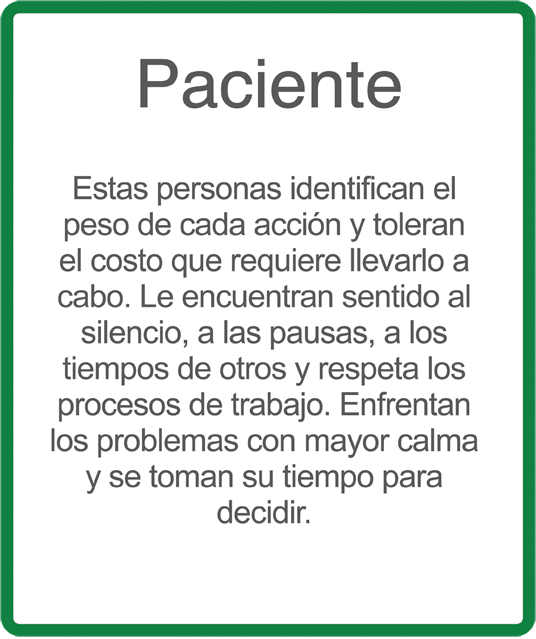 Paciente
Estas personas identifican el
peso de cada acción y toleran
el costo que requiere llevarlo a
cabo. Le encuentran sentido al
silencio, a las pausas, a los
tiempos de otros y respeta los
procesos de trabajo. Enfrentan
los problemas con mayor calma
y se toman su tiempo para
decidir.